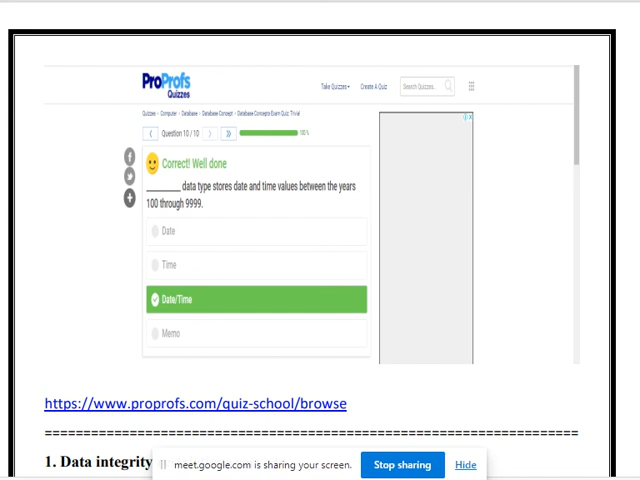 ProProfs
Quizzes
Take Quizzes
Create A Quiz
Search Quizzes.
Quizzes > Computer > Database > Database Concept > Database Concepts Exam Quiz: Trivia!
Question 10 / 10
100 %
Correct! Well done
________ data type stores date and time values between the years
100 through 9999.
Date
Time
Date/Time
Memo
https://www.proprofs.com/quiz-school/browse
=====================================================================
1. Data integrity
meet.google.com is sharing your screen.
Stop sharing
Hide